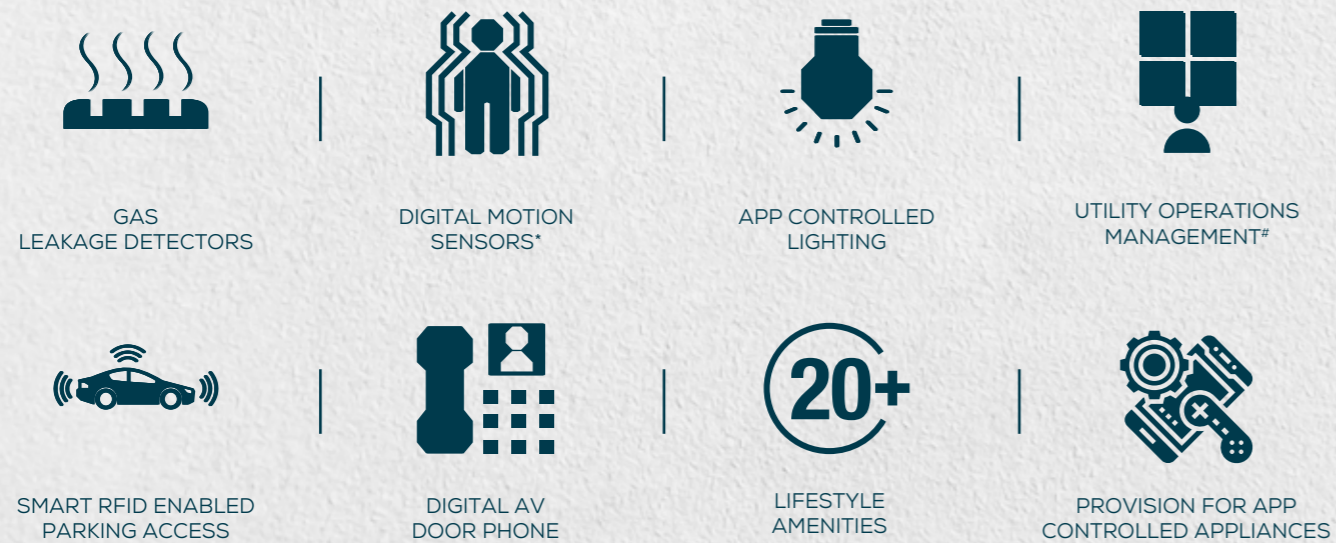 GAS
LEAKAGE DETECTORS
DIGITAL MOTION
SENSORS*
APP CONTROLLED
LIGHTING
UTILITY OPERATIONS
MANAGEMENT#
SMART RFID ENABLED
PARKING ACCESS
DIGITAL AV
DOOR PHONE
20+
LIFESTYLE
AMENITIES
PROVISION FOR APP
CONTROLLED APPLIANCES